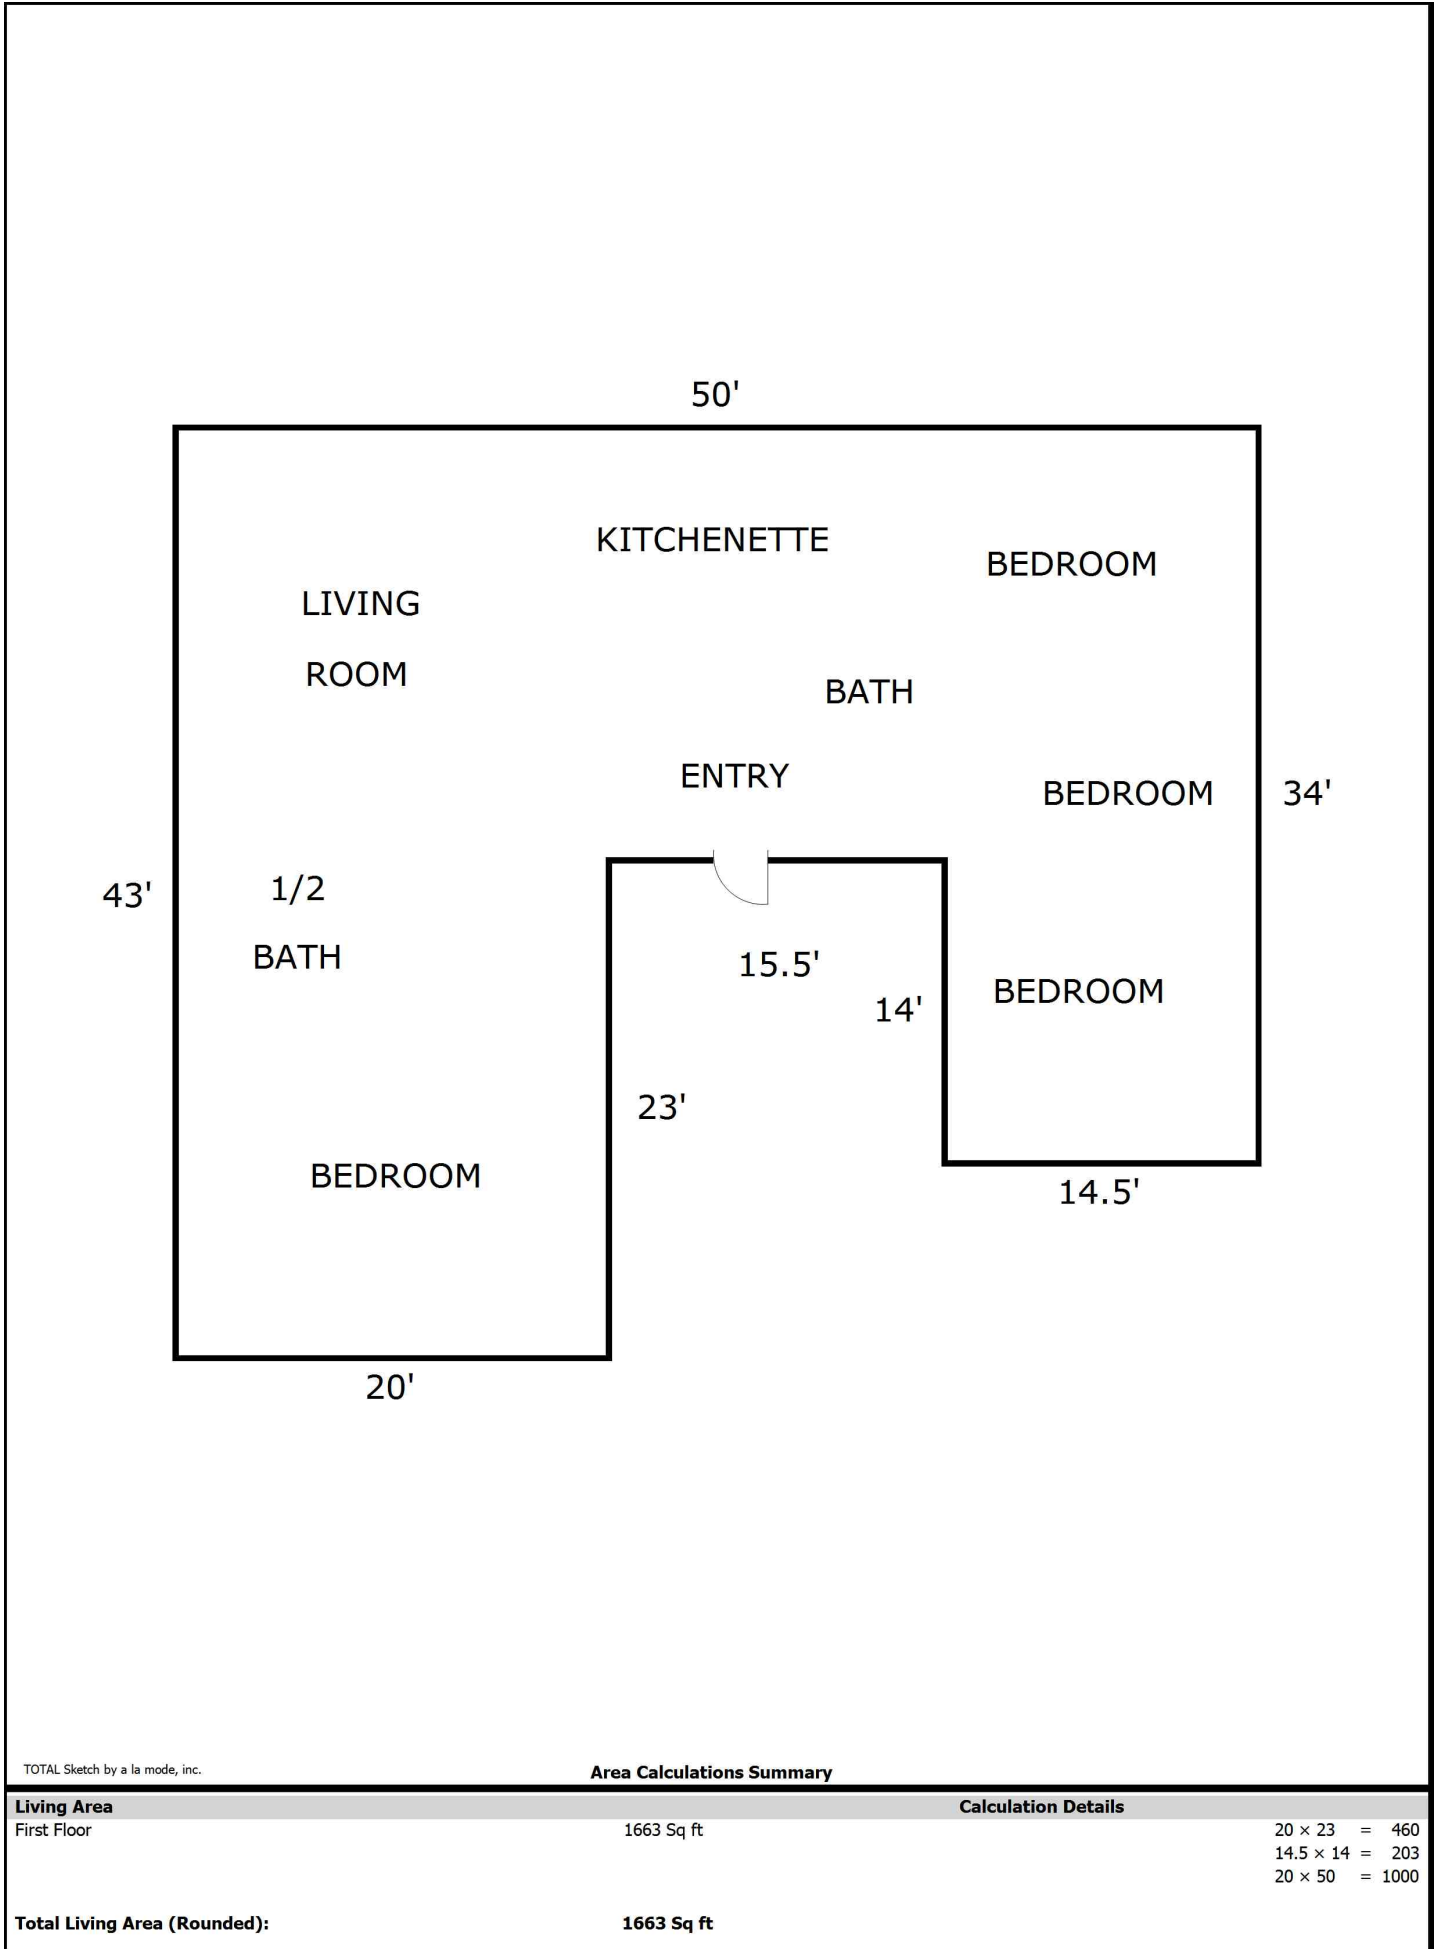 50'
KITCHENETTE
BEDROOM
LIVING
ROOM
BATH
ENTRY
BEDROOM
34'
43'
1/2
BATH
15.5'
14'
BEDROOM
23'
BEDROOM
14.5'
20'
TOTAL Sketch by a la mode, inc.
Area Calculations Summary
Living Area Calculation Details
First Floor 1663 Sq ft 20 × 23 = 460
14.5 × 14 = 203
20 × 50 = 1000
Total Living Area (Rounded): 1663 Sq ft